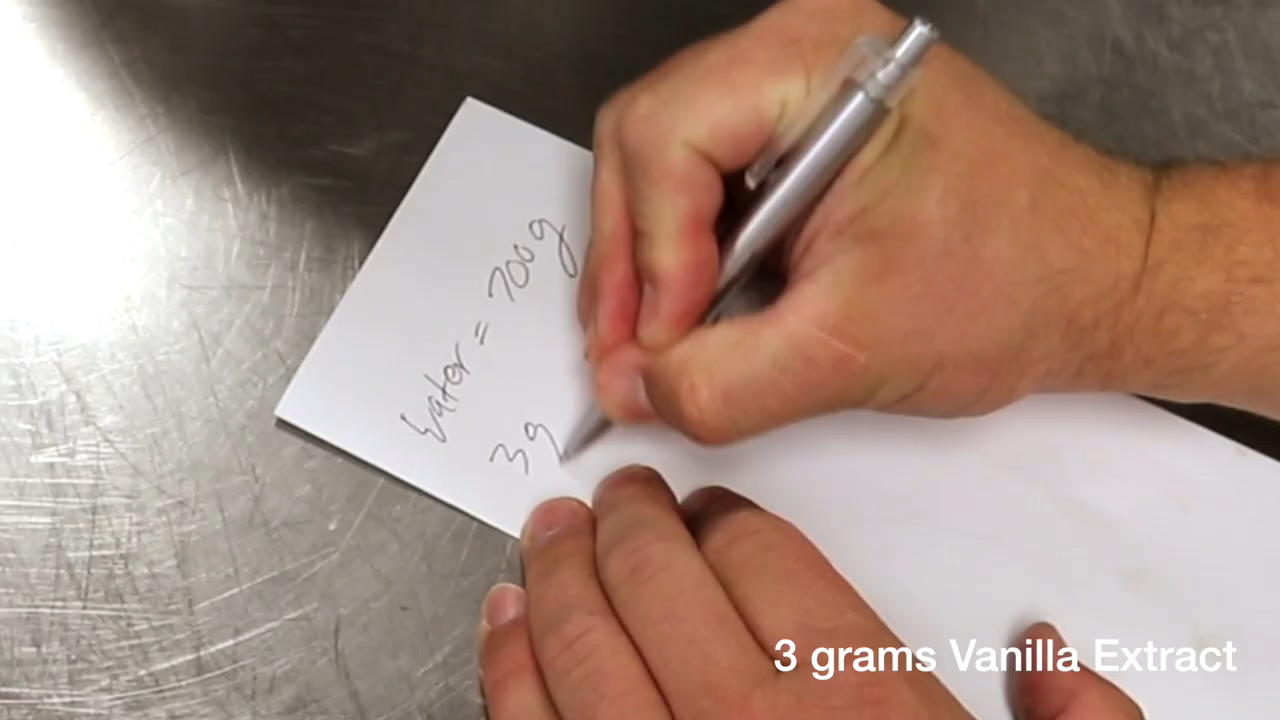 Water = 700g
3g
3 grams Vanilla Extract